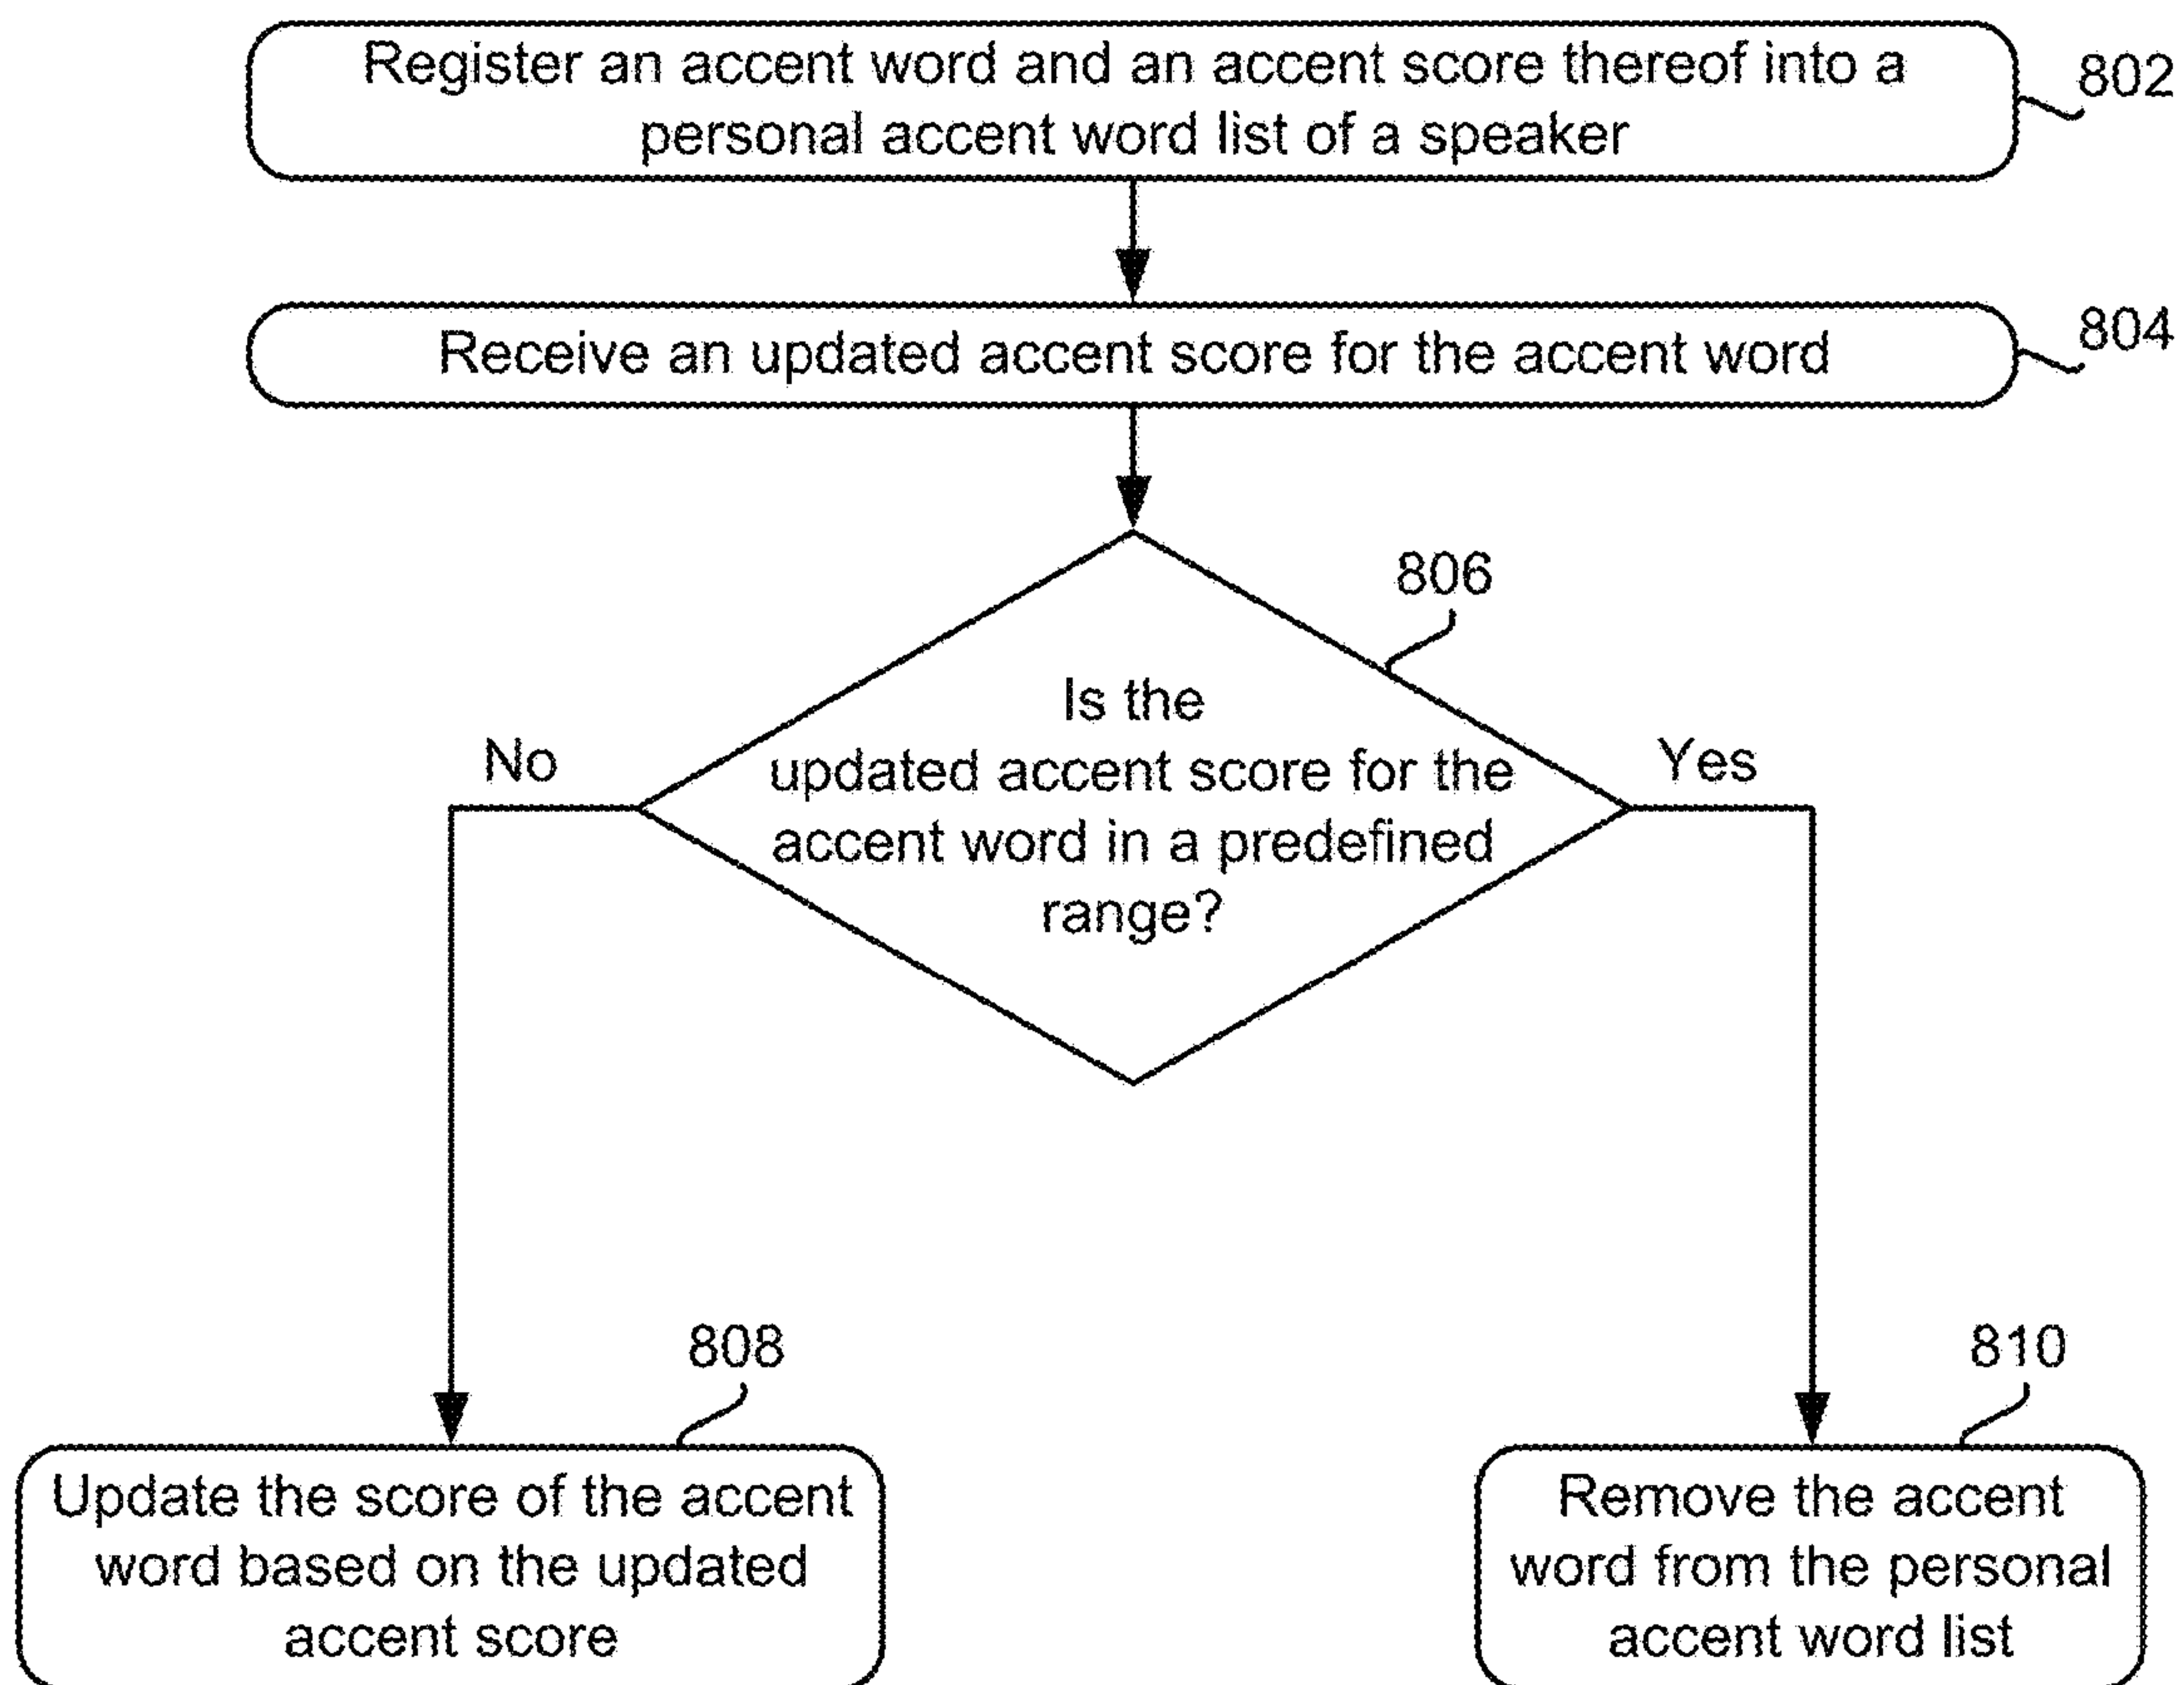 Register an accent word and an accent score thereof into a
personal accent word list of a speaker
802
Receive an updated accent score for the accent word
804
806
Is the
updated accent score for the
accent word in a predefined
range?
No
Yes
808
Update the score of the accent
word based on the updated
accent score
810
Remove the accent
word from the personal
accent word list